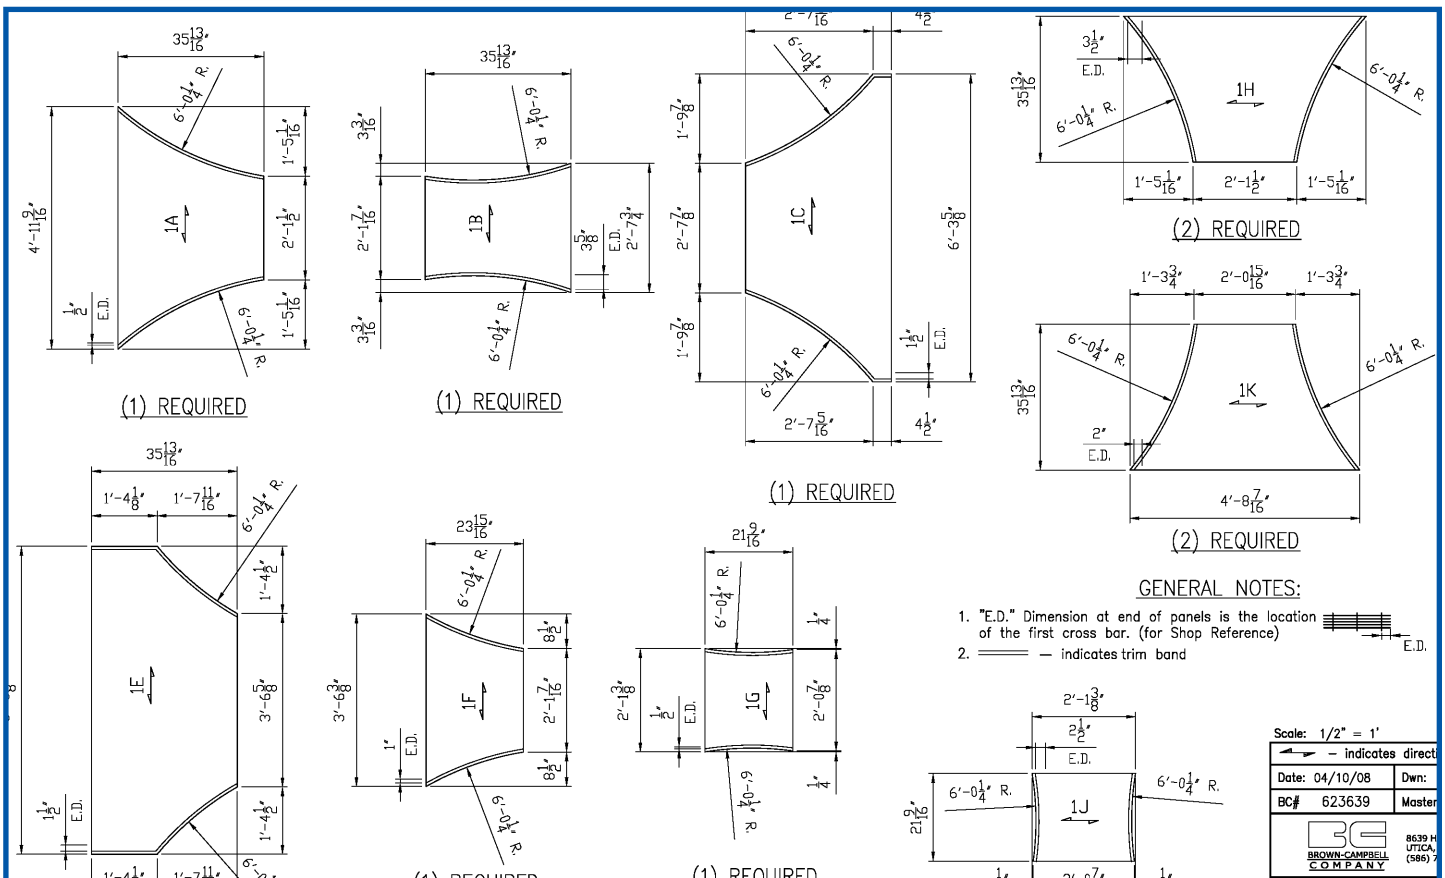 35 13/16"
6'-0 1/4" R.
1'-5 1/16"
4'-11 9/16"
1A
2'-1 1/2"
1/2"
E.D.
1'-5 1/16"
6'-0 1/4" R.
(1) REQUIRED
35 13/16"
6'-0 1/4" R.
3 3/16"
2'-1 7/16"
1B
3 5/8"
E.D.
2'-7 3/4"
3 3/16"
6'-0 1/4" R.
(1) REQUIRED
4 1/2"
6'-0 1/4" R.
1'-9 7/8"
2'-7 7/8"
1C
6'-3 5/8"
1'-9 7/8"
1 1/2"
E.D.
6'-0 1/4" R.
2'-7 5/16"
4 1/2"
(1) REQUIRED
3 1/2"
E.D.
35 13/16"
1H
6'-0 1/4" R.
6'-0 1/4" R.
1'-5 1/16"
2'-1 1/2"
1'-5 1/16"
(2) REQUIRED
1'-3 3/4"
2'-0 15/16"
1'-3 3/4"
6'-0 1/4" R.
6'-0 1/4" R.
35 13/16"
1K
2"
E.D.
4'-8 7/16"
(2) REQUIRED
35 13/16"
1'-4 1/8"
1'-7 11/16"
6'-0 1/4" R.
1'-4 1/2"
1E
3'-6 5/8"
1 1/2"
E.D.
1'-4 1/2"
23 15/16"
6'-0 1/4" R.
8 1/2"
3'-6 3/8"
1F
2'-1 7/16"
1"
E.D.
8 1/2"
6'-0 1/4" R.
(1) REQUIRED
21 9/16"
6'-0 1/4" R.
1/4"
2'-1 3/8"
1G
2'-0 7/8"
1/2"
E.D.
1/4"
6'-0 1/4" R.
(1) REQUIRED
GENERAL NOTES:
1. "E.D." Dimension at end of panels is the location
of the first cross bar. (for Shop Reference)
E.D.
2. — indicates trim band
2'-1 3/8"
2 1/2"
E.D.
6'-0 1/4" R.
6'-0 1/4" R.
21 9/16"
1J
Scale: 1/2" = 1'
– indicates directi
Date: 04/10/08 Dwn:
BC# 623639 Master
BC
BROWN-CAMPBELL
COMPANY
8639 H
UTICA,
(586) 7